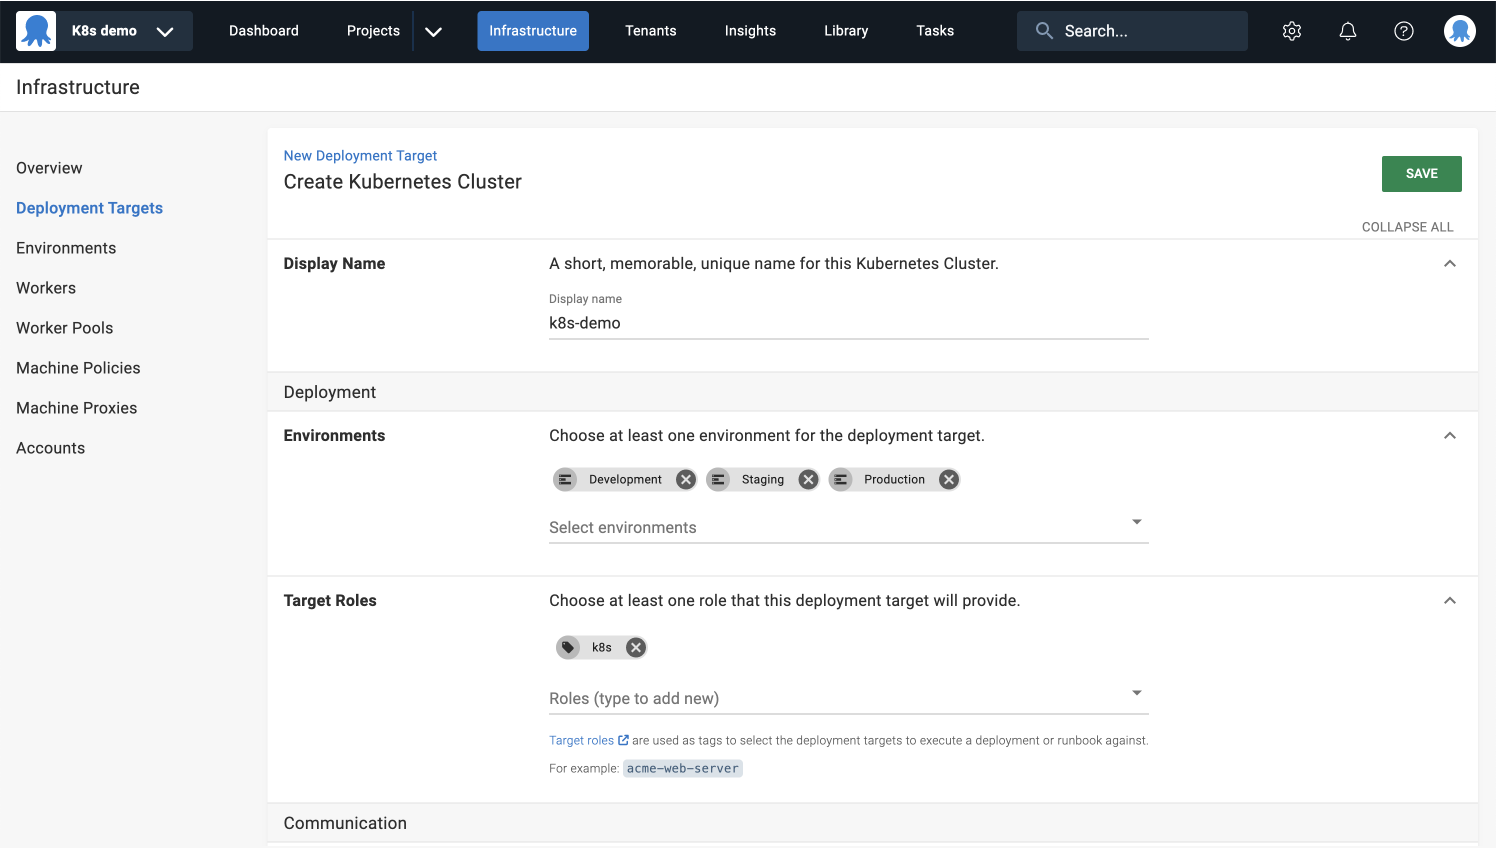 K8s demo Dashboard Projects Infrastructure Tenants Insights Library Tasks Search...
Infrastructure
Overview
Deployment Targets
Environments
Workers
Worker Pools
Machine Policies
Machine Proxies
Accounts
New Deployment Target
Create Kubernetes Cluster
SAVE
COLLAPSE ALL
Display Name
A short, memorable, unique name for this Kubernetes Cluster.
Display name
k8s-demo
Deployment
Environments
Choose at least one environment for the deployment target.
Development Staging Production
Select environments
Target Roles
Choose at least one role that this deployment target will provide.
k8s
Roles (type to add new)
Target roles are used as tags to select the deployment targets to execute a deployment or runbook against.
For example: acme-web-server
Communication